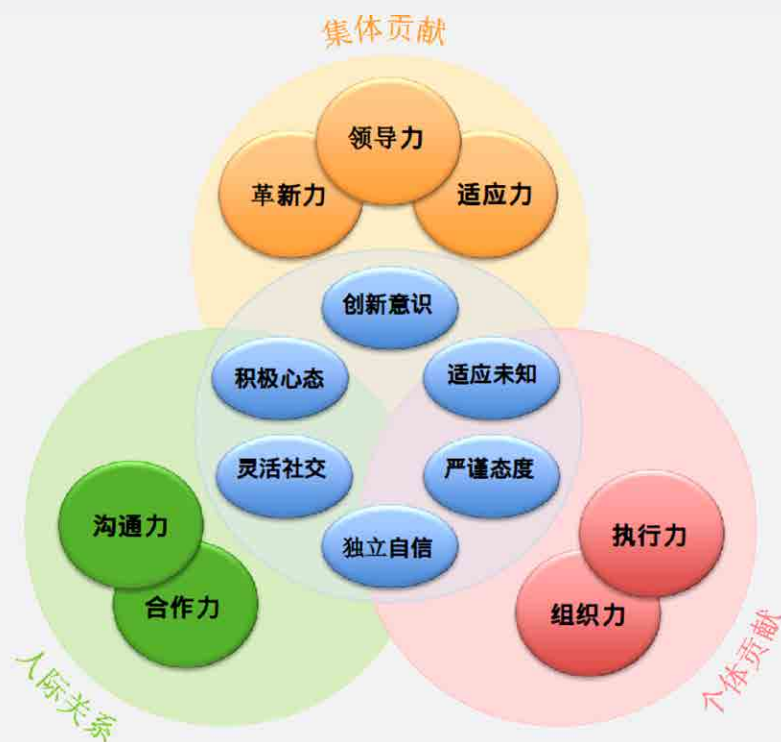 集体贡献
领导力
革新力
适应力
创新意识
积极心态
适应未知
灵活社交
严谨态度
沟通力
执行力
独立自信
合作力
组织力
人际关系
个体贡献